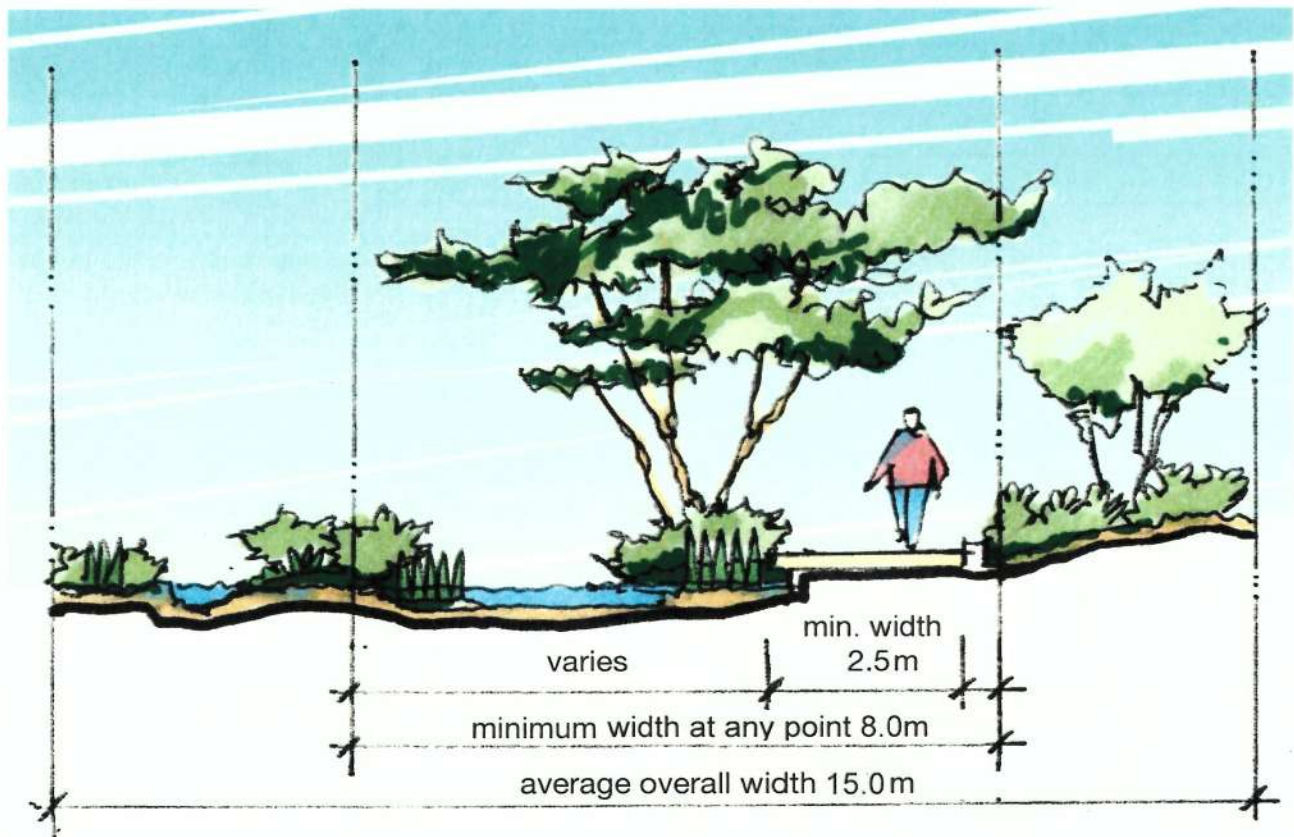 varies
min. width
2.5m
minimum width at any point 8.0m
average overall width 15.0m